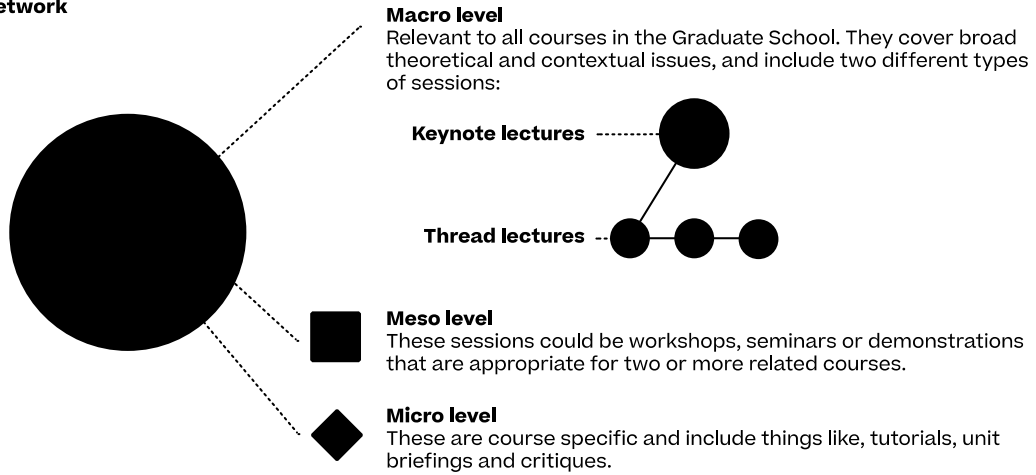 etwork
Macro level
Relevant to all courses in the Graduate School. They cover broad
theoretical and contextual issues, and include two different types
of sessions:
Keynote lectures
Thread lectures
Meso level
These sessions could be workshops, seminars or demonstrations
that are appropriate for two or more related courses.
Micro level
These are course specific and include things like, tutorials, unit
briefings and critiques.